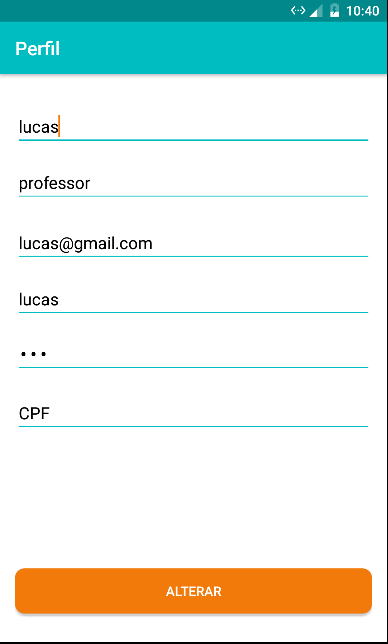 10:40
Perfil
lucas
professor
lucas@gmail.com
lucas
•••
CPF
ALTERAR